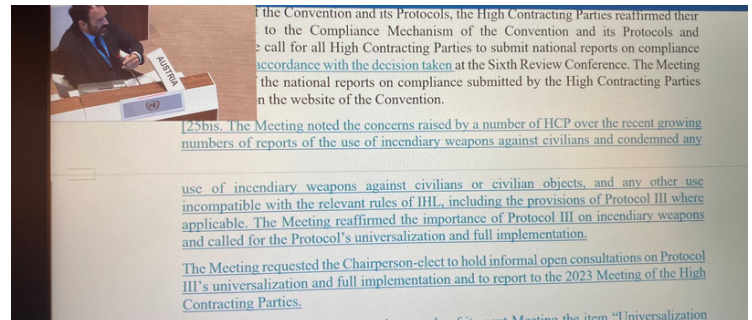 AUSTRIA
the Convention and its Protocols, the High Contracting Parties reaffirmed their
to the Compliance Mechanism of the Convention and its Protocols and
call for all High Contracting Parties to submit national reports on compliance
accordance with the decision taken at the Sixth Review Conference. The Meeting
the national reports on compliance submitted by the High Contracting Parties
n the website of the Convention.
[25bis. The Meeting noted the concerns raised by a number of HCP over the recent growing
numbers of reports of the use of incendiary weapons against civilians and condemned any
use of incendiary weapons against civilians or civilian objects, and any other use
incompatible with the relevant rules of IHL, including the provisions of Protocol III where
applicable. The Meeting reaffirmed the importance of Protocol III on incendiary weapons
and called for the Protocol's universalization and full implementation.
The Meeting requested the Chairperson-elect to hold informal open consultations on Protocol
III's universalization and full implementation and to report to the 2023 Meeting of the High
Contracting Parties.
Meeting the item "Universalization